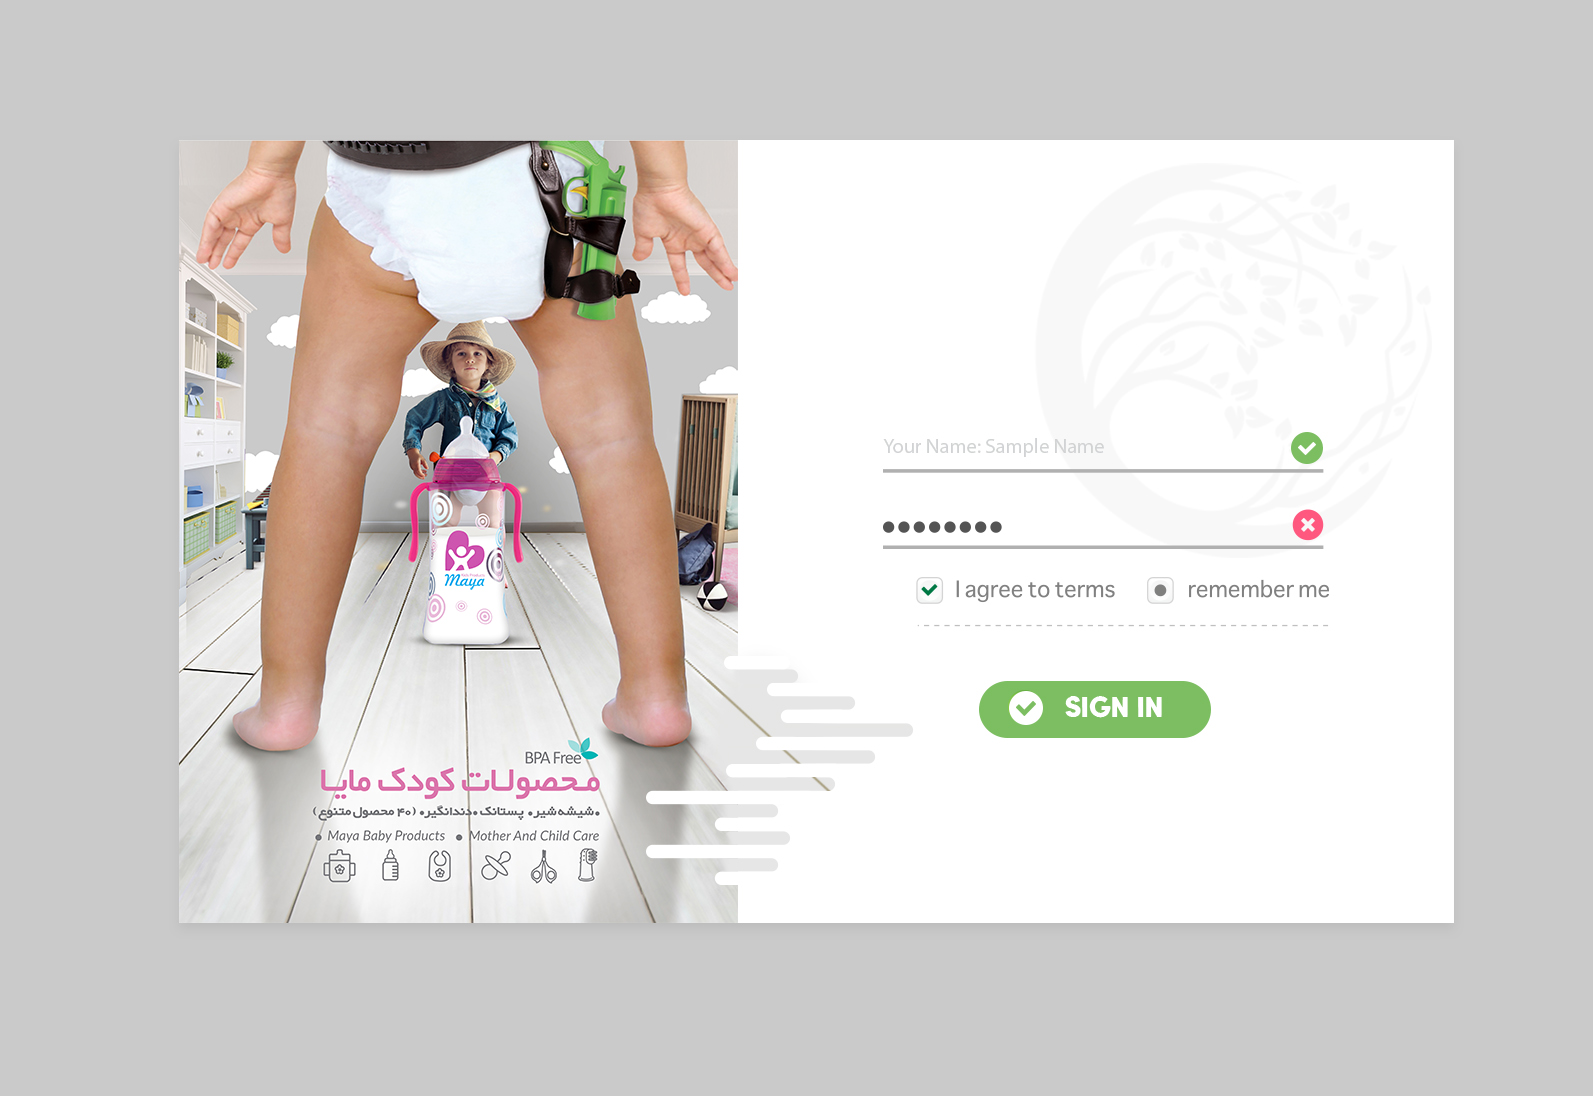 Maya
BPA Free
محصولات کودک مایا
•شیشه‌شیر• پستانک •دندانگیر• (۴۰ محصول متنوع)
• Maya Baby Products • Mother And Child Care
Your Name: Sample Name
I agree to terms
remember me
SIGN IN